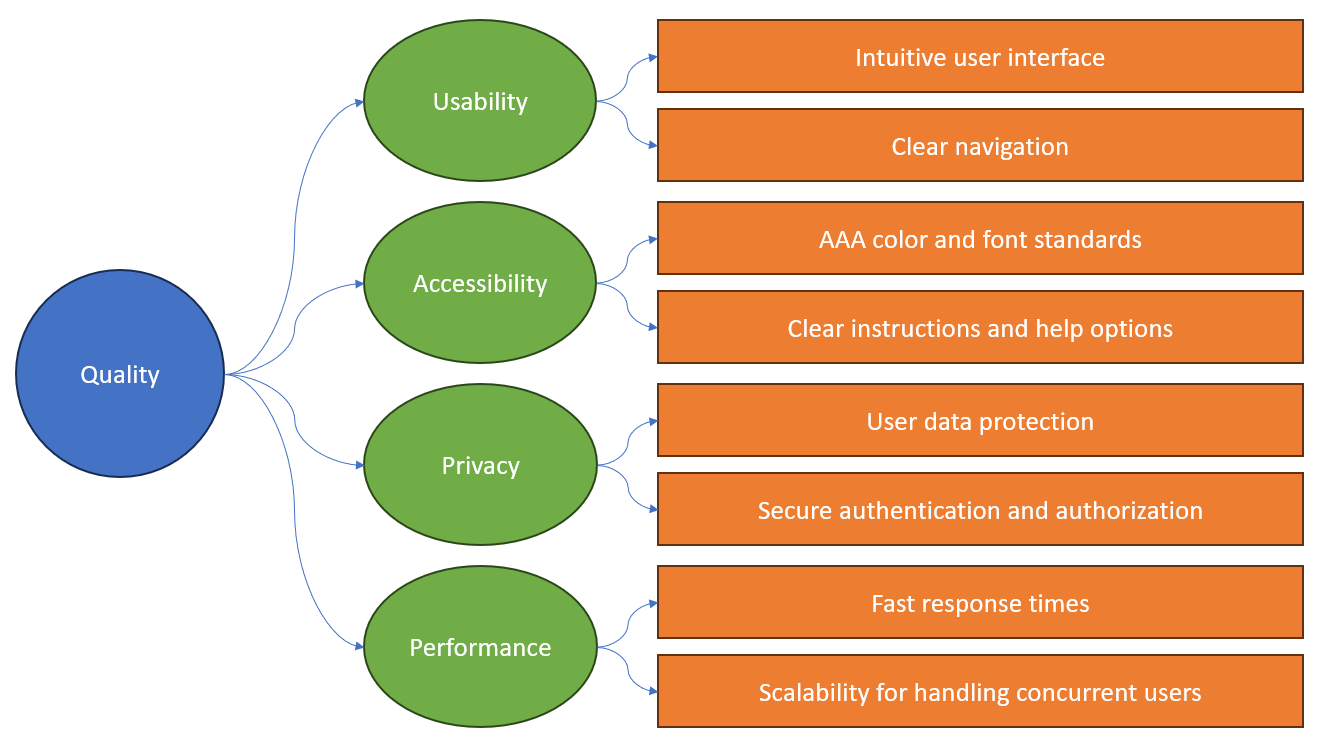 Quality
Usability
Intuitive user interface
Clear navigation
Accessibility
AAA color and font standards
Clear instructions and help options
Privacy
User data protection
Secure authentication and authorization
Performance
Fast response times
Scalability for handling concurrent users